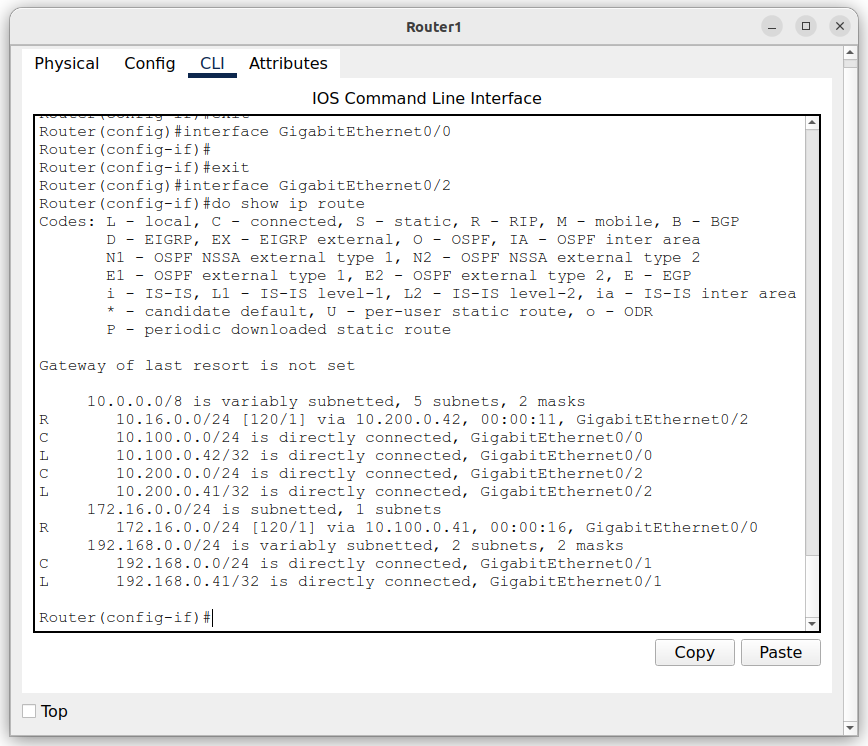 Router1
Physical Config CLI Attributes
IOS Command Line Interface
Router(config-if)#exit
Router(config)#interface GigabitEthernet0/0
Router(config-if)#
Router(config-if)#exit
Router(config)#interface GigabitEthernet0/2
Router(config-if)#do show ip route
Codes: L - local, C - connected, S - static, R - RIP, M - mobile, B - BGP
D - EIGRP, EX - EIGRP external, O - OSPF, IA - OSPF inter area
N1 - OSPF NSSA external type 1, N2 - OSPF NSSA external type 2
E1 - OSPF external type 1, E2 - OSPF external type 2, E - EGP
i - IS-IS, L1 - IS-IS level-1, L2 - IS-IS level-2, ia - IS-IS inter area
* - candidate default, U - per-user static route, o - ODR
P - periodic downloaded static route
Gateway of last resort is not set
10.0.0.0/8 is variably subnetted, 5 subnets, 2 masks
R 10.16.0.0/24 [120/1] via 10.200.0.42, 00:00:11, GigabitEthernet0/2
C 10.100.0.0/24 is directly connected, GigabitEthernet0/0
L 10.100.0.42/32 is directly connected, GigabitEthernet0/0
C 10.200.0.0/24 is directly connected, GigabitEthernet0/2
L 10.200.0.41/32 is directly connected, GigabitEthernet0/2
172.16.0.0/24 is subnetted, 1 subnets
R 172.16.0.0/24 [120/1] via 10.100.0.41, 00:00:16, GigabitEthernet0/0
192.168.0.0/24 is variably subnetted, 2 subnets, 2 masks
C 192.168.0.0/24 is directly connected, GigabitEthernet0/1
L 192.168.0.41/32 is directly connected, GigabitEthernet0/1
Router(config-if)#
Copy Paste
Top